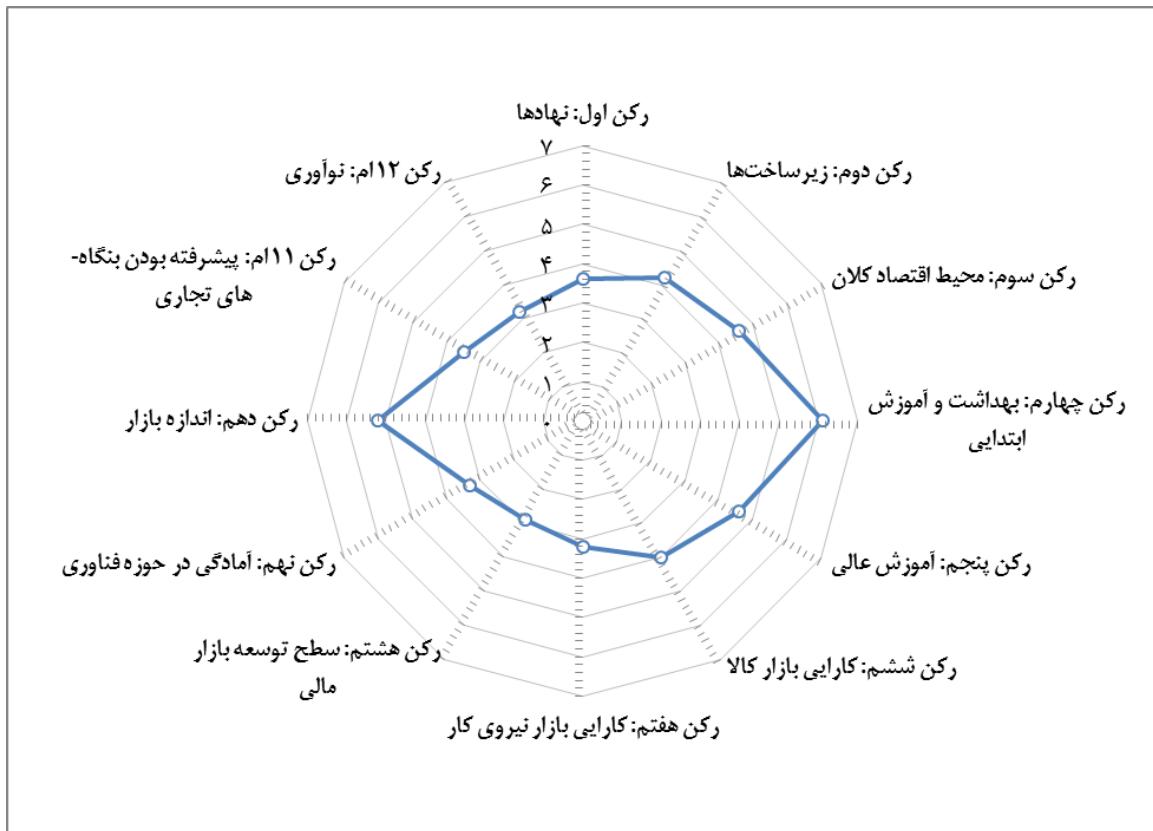 رکن اول: نهادها
رکن دوم: زیرساخت‌ها
رکن سوم: محیط اقتصاد کلان
رکن چهارم: بهداشت و آموزش
ابتدایی
رکن پنجم: آموزش عالی
رکن ششم: کارایی بازار کالا
رکن هفتم: کارایی بازار نیروی کار
رکن هشتم: سطح توسعه بازار
مالی
رکن نهم: آمادگی در حوزه فناوری
رکن دهم: اندازه بازار
رکن ۱۱ام: پیشرفته بودن بنگاه-
های تجاری
رکن ۱۲ام: نوآوری
۷
۶
۵
۴
۳
۲
۱
۰